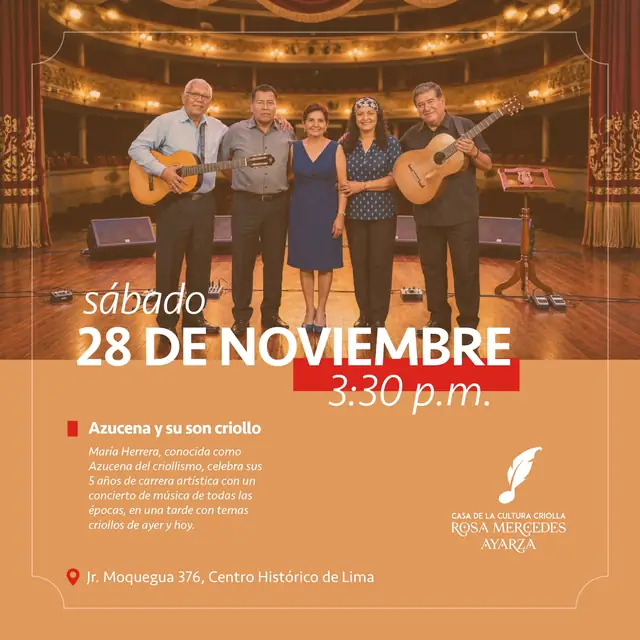 sábado
28 DE NOVIEMBRE
3:30 p.m.
Azucena y su son criollo
María Herrera, conocida como
Azucena del criollismo, celebra sus
5 años de carrera artística con un
concierto de música de todas las
épocas, en una tarde con temas
criollos de ayer y hoy.
CASA DE LA CULTURA CRIOLLA
ROSA MERCEDES
AYARZA
Jr. Moquegua 376, Centro Histórico de Lima